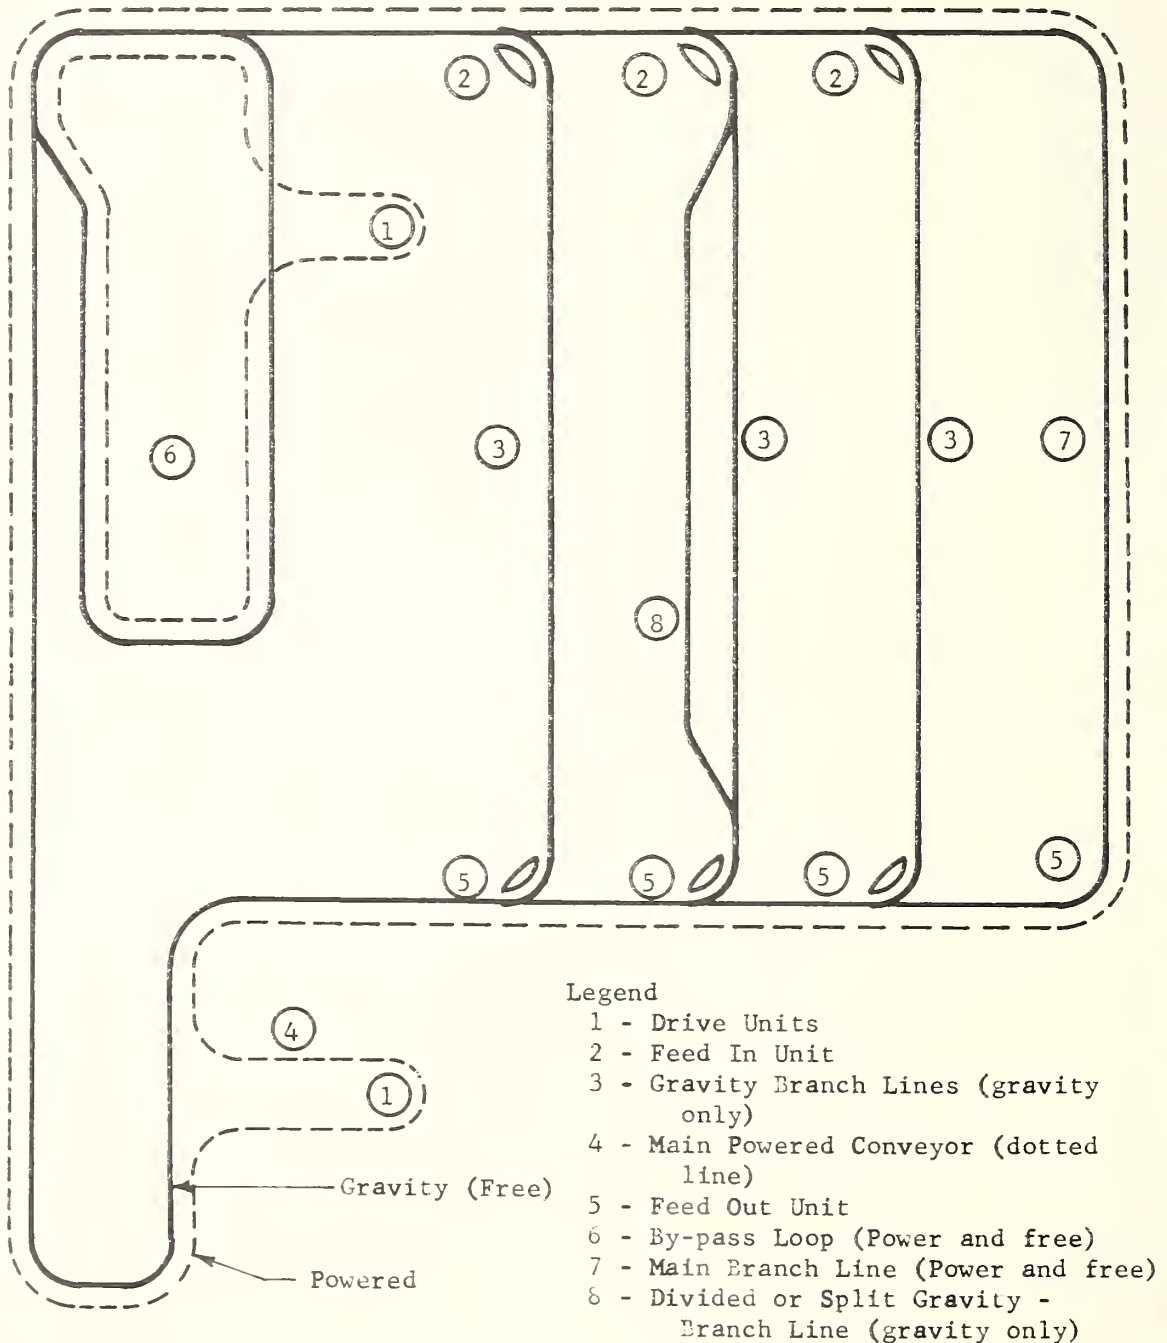 2
2
2
1
3
3
3
7
6
8
5
5
5
5
4
1
Gravity (Free)
Powered
Legend
1 - Drive Units
2 - Feed In Unit
3 - Gravity Branch Lines (gravity
only)
4 - Main Powered Conveyor (dotted
line)
5 - Feed Out Unit
6 - By-pass Loop (Power and free)
7 - Main Branch Line (Power and free)
8 - Divided or Split Gravity -
Branch Line (gravity only)